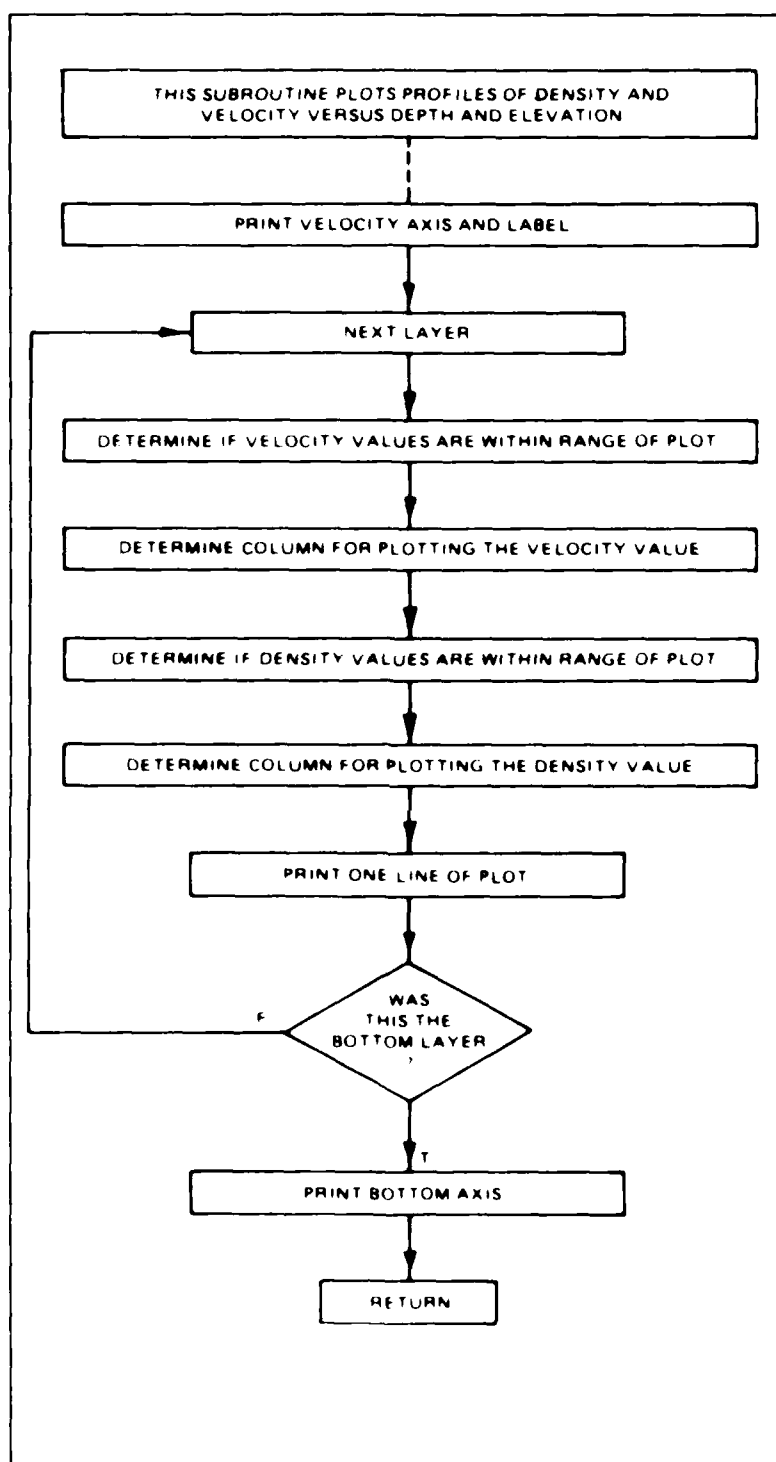 THIS SUBROUTINE PLOTS PROFILES OF DENSITY AND
VELOCITY VERSUS DEPTH AND ELEVATION
PRINT VELOCITY AXIS AND LABEL
NEXT LAYER
DETERMINE IF VELOCITY VALUES ARE WITHIN RANGE OF PLOT
DETERMINE COLUMN FOR PLOTTING THE VELOCITY VALUE
DETERMINE IF DENSITY VALUES ARE WITHIN RANGE OF PLOT
DETERMINE COLUMN FOR PLOTTING THE DENSITY VALUE
PRINT ONE LINE OF PLOT
WAS
THIS THE
BOTTOM LAYER
?
F
T
PRINT BOTTOM AXIS
RETURN